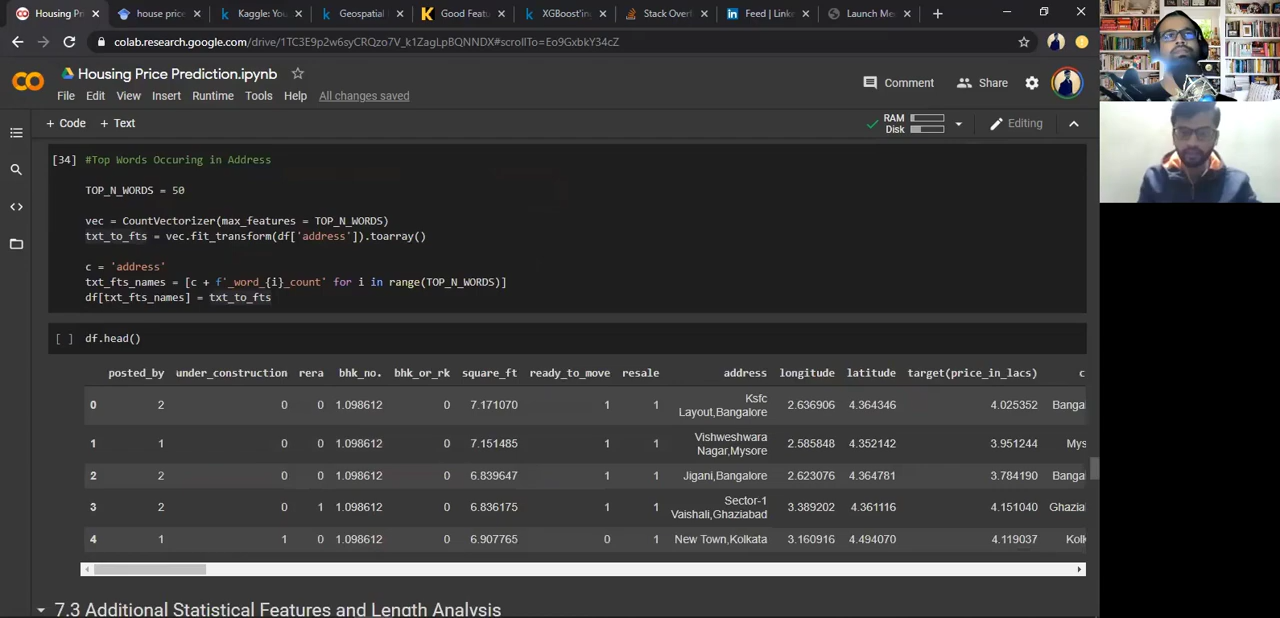 Housing Pri
house price
Kaggle: You
Geospatial
Good Featu
XGBoost'in
Stack Overf
Feed | Link
Launch Me
colab.research.google.com/drive/1TC3E9p2w6syCRQzn7V_k1ZagLpBQNNDX#scrollTo=Eo9GxbkY34cZ
CO Housing Price Prediction.ipynb
Comment Share
File Edit View Insert Runtime Tools Help All changes saved
+ Code + Text RAM Disk Editing
[34] #Top Words Occuring in Address
TOP_N_WORDS = 50
vec = CountVectorizer(max_features = TOP_N_WORDS)
txt_to_fts = vec.fit_transform(df['address']).toarray()
c = 'address'
txt_fts_names = [c + f'_word_{i}_count' for i in range(TOP_N_WORDS)]
df[txt_fts_names] = txt_to_fts
[ ] df.head()
posted_by under_construction rera bhk_no. bhk_or_rk square_ft ready_to_move resale address longitude latitude target(price_in_lacs) c
0 2 0 0 1.098612 0 7.171070 1 1 Ksfc Layout,Bangalore 2.636906 4.364346 4.025352 Banga
1 1 0 0 1.098612 0 7.151485 1 1 Vishweshwara Nagar,Mysore 2.585848 4.352142 3.951244 Mys
2 2 0 0 1.098612 0 6.839647 1 1 Jigani,Bangalore 2.623076 4.364781 3.784190 Bang
3 2 0 1 1.098612 0 6.836175 1 1 Sector-1 Vaishali,Ghaziabad 3.389202 4.361116 4.151040 Ghazia
4 1 1 0 1.098612 0 6.907765 0 1 New Town,Kolkata 3.160916 4.494070 4.119037 Kolk
7.3 Additional Statistical Features and Length Analysis